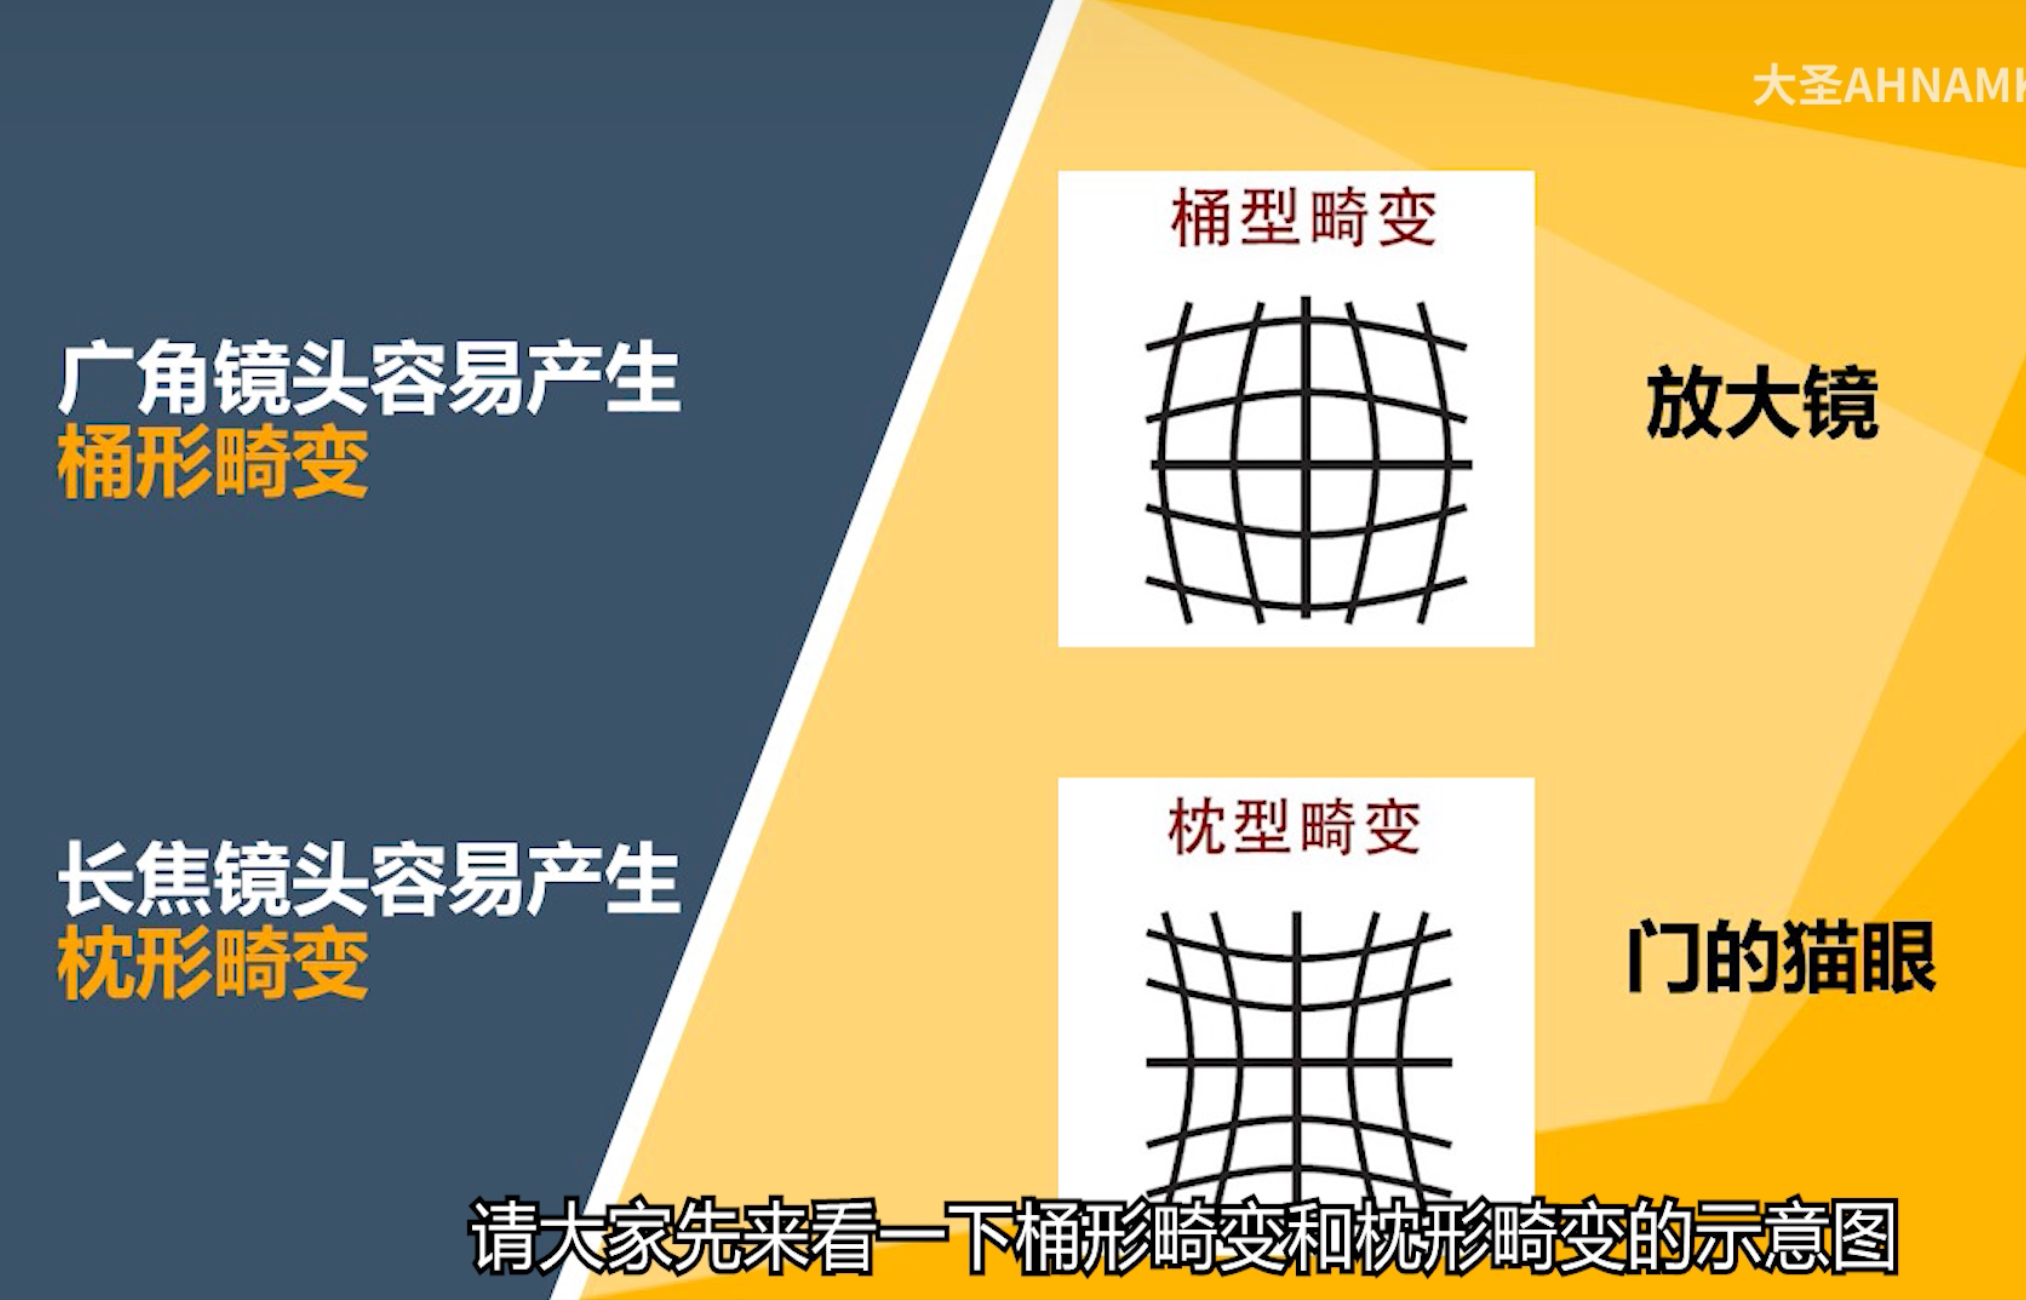 大圣AHNAMK
桶型畸变
广角镜头容易产生
桶形畸变
放大镜
枕型畸变
长焦镜头容易产生
枕形畸变
门的猫眼
请大家先来看一下桶形畸变和枕形畸变的示意图